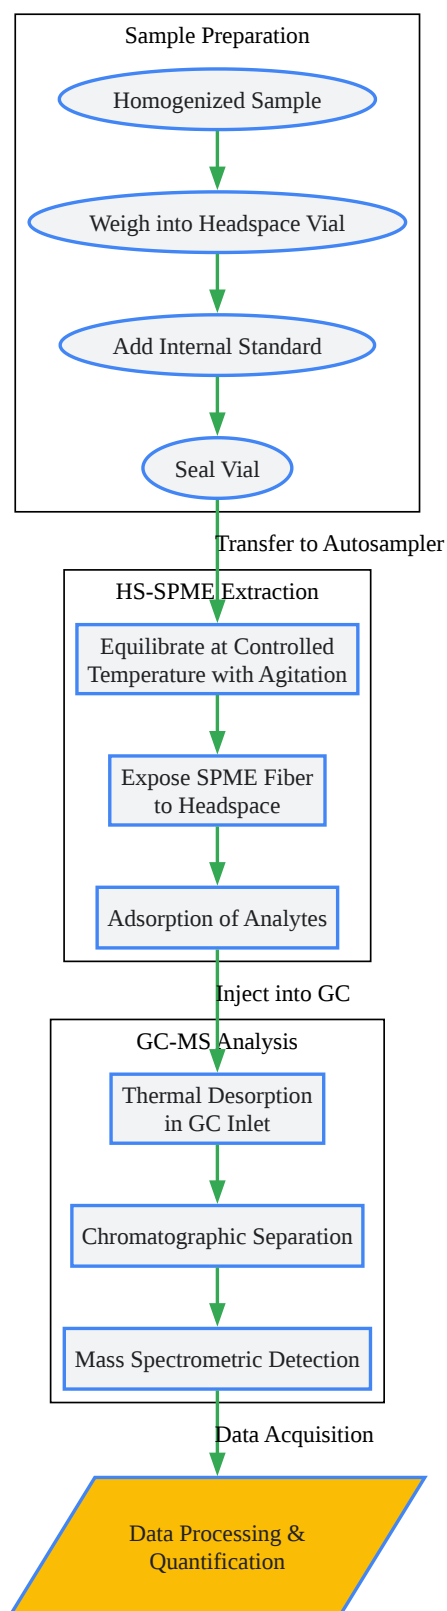 Sample Preparation
Homogenized Sample
Weigh into Headspace Vial
Add Internal Standard
Seal Vial
Transfer to Autosampler
HS-SPME Extraction
Equilibrate at Controlled
Temperature with Agitation
Expose SPME Fiber
to Headspace
Adsorption of Analytes
Inject into GC
GC-MS Analysis
Thermal Desorption
in GC Inlet
Chromatographic Separation
Mass Spectrometric Detection
Data Acquisition
Data Processing &
Quantification